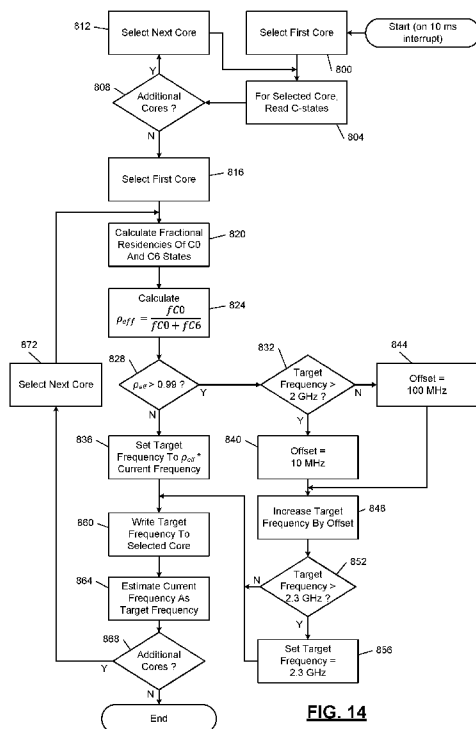 812
Select Next Core
Select First Core
800
Start (on 10 ms
interrupt)
808
Y
Additional
Cores ?
N
For Selected Core,
Read C-states
804
Select First Core
816
Calculate Fractional
Residencies Of C0
And C6 States
820
Calculate
ρeff = fC0
fC0 + fC6
824
872
Select Next Core
828
ρeff > 0.99 ?
Y
N
832
Target
Frequency >
2 GHz ?
N
Y
844
Offset =
100 MHz
836
Set Target
Frequency To ρeff *
Current Frequency
840
Offset =
10 MHz
860
Write Target
Frequency To
Selected Core
Increase Target
Frequency By Offset
848
864
Estimate Current
Frequency As
Target Frequency
852
Target
Frequency >
2.3 GHz ?
N
Y
868
Additional
Cores ?
Y
N
Set Target
Frequency =
2.3 GHz
856
End
FIG. 14